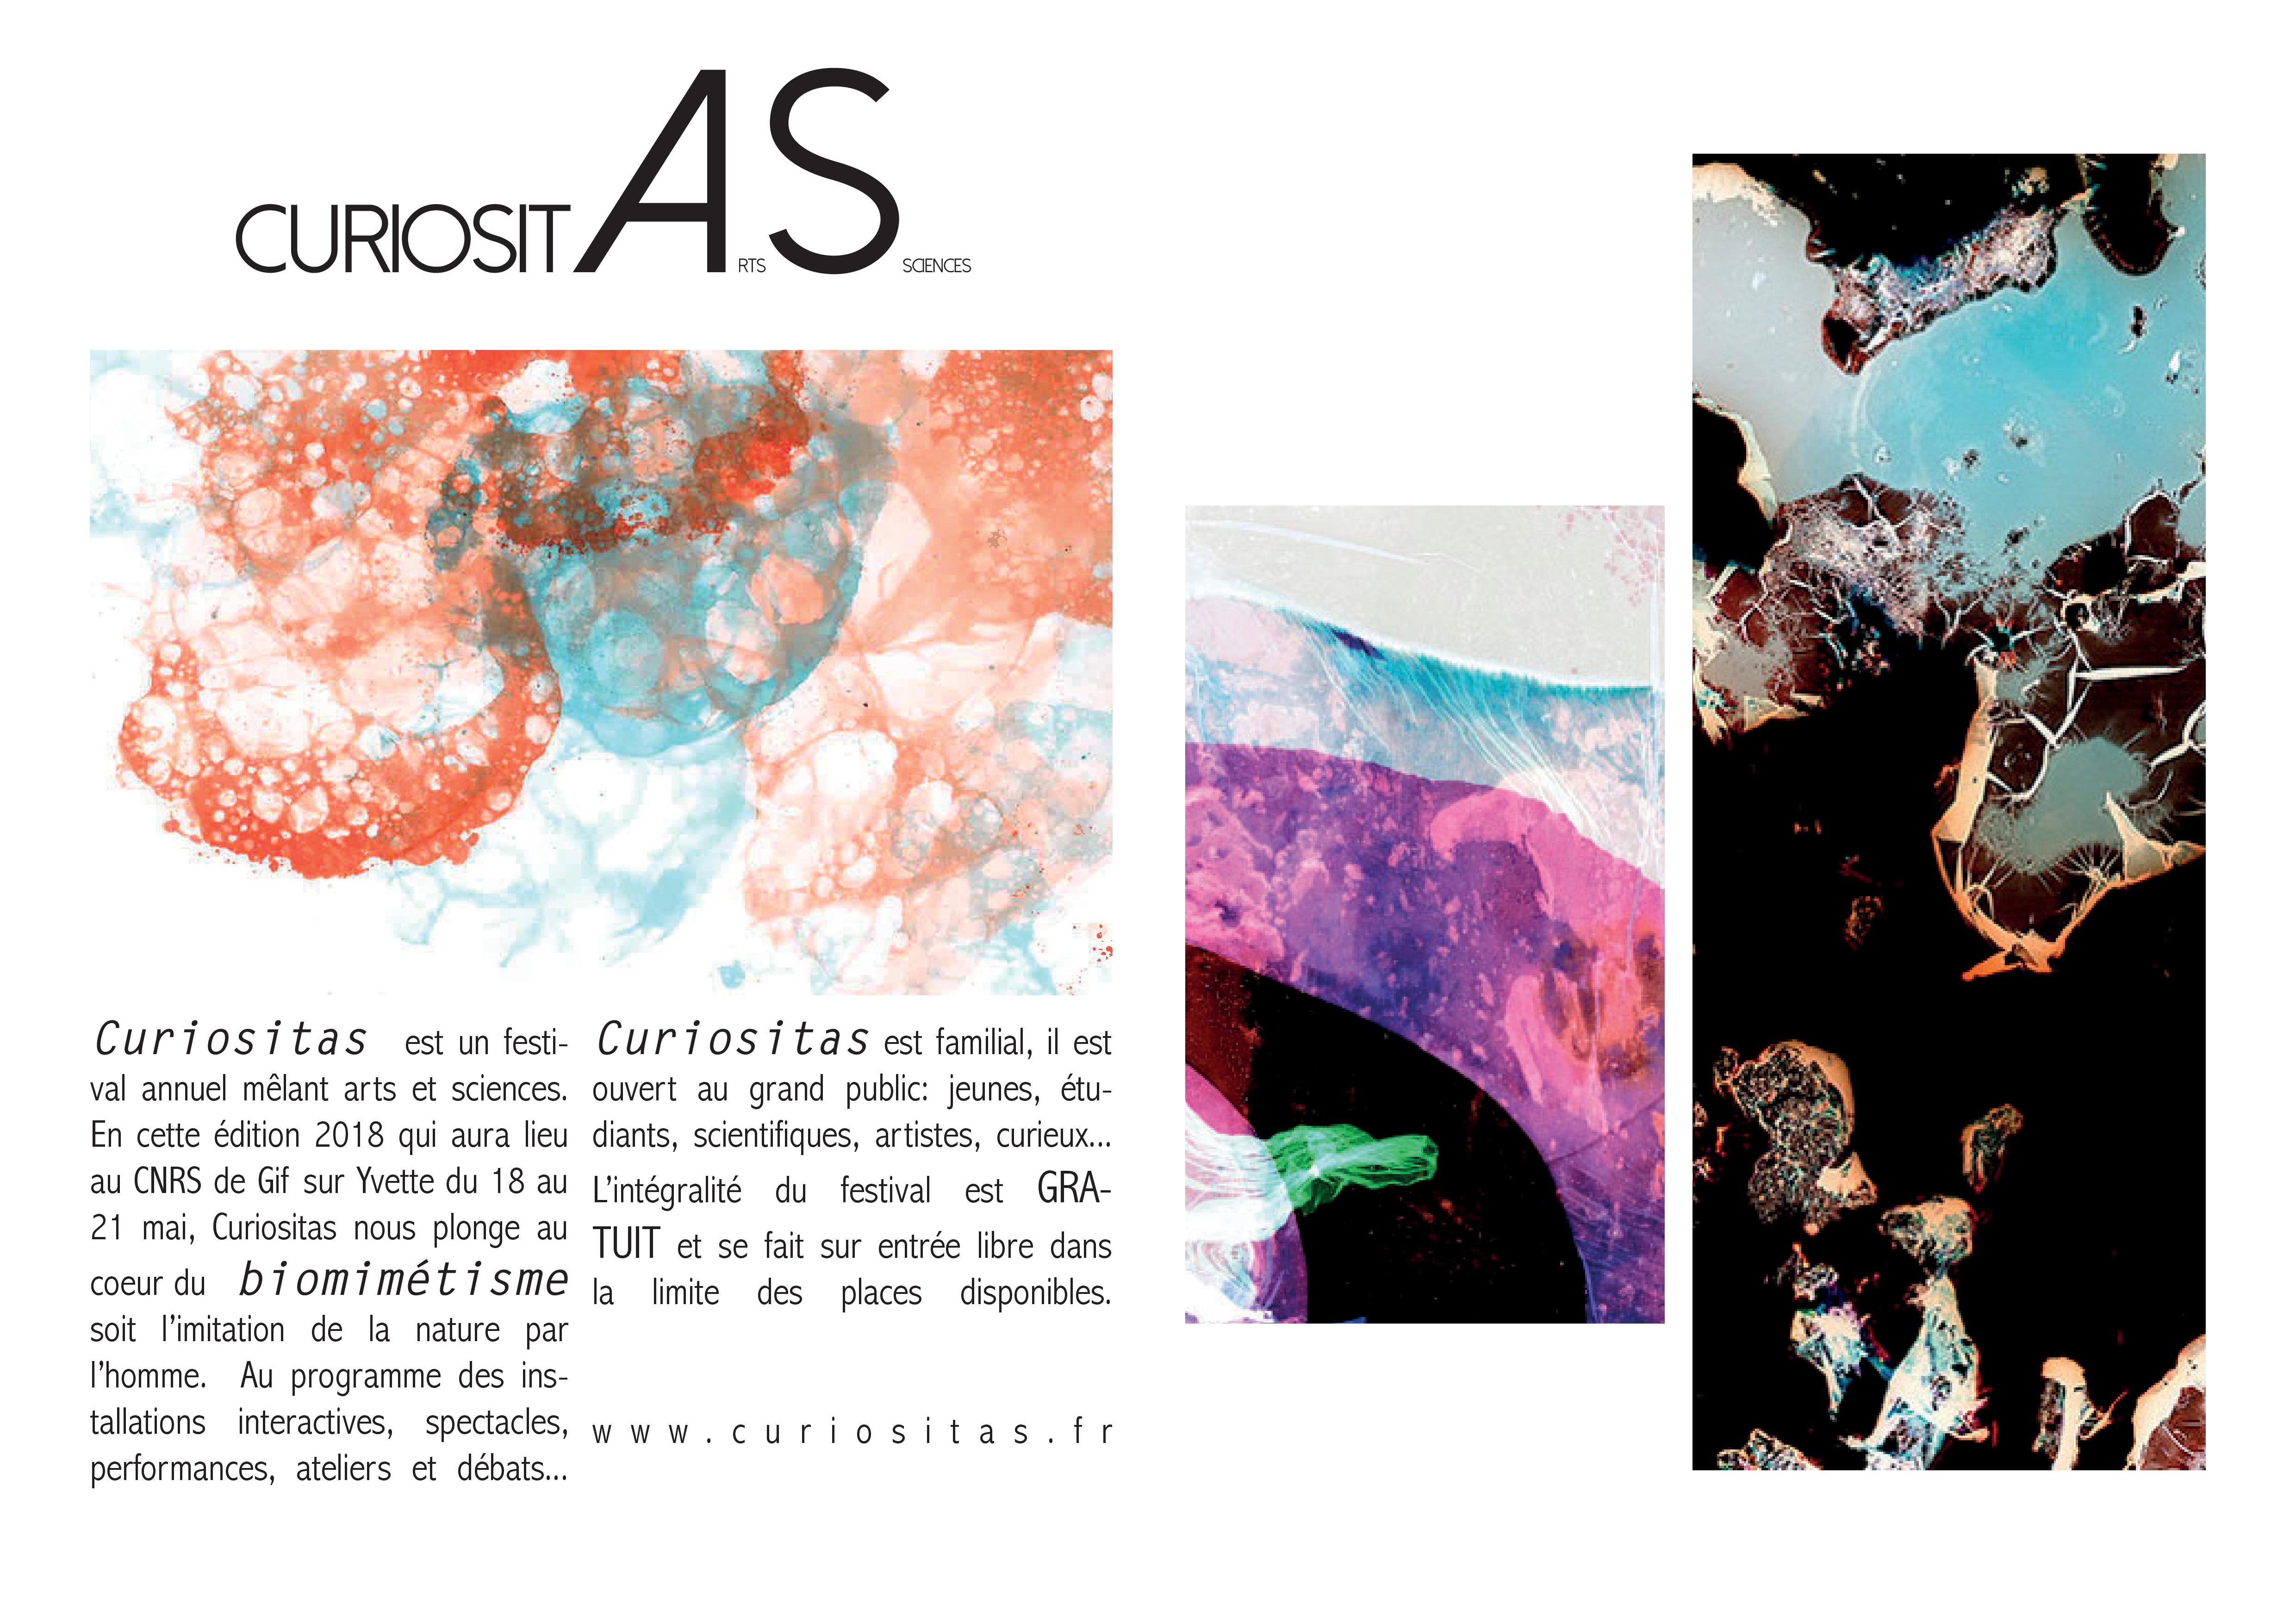 CURIOSITARTS SCIENCES
Curiositas est un festi-
val annuel mêlant arts et sciences.
En cette édition 2018 qui aura lieu
au CNRS de Gif sur Yvette du 18 au
21 mai, Curiositas nous plonge au
coeur du biomimétisme
soit l'imitation de la nature par
l'homme. Au programme des ins-
tallations interactives, spectacles,
performances, ateliers et débats...
Curiositas est familial, il est
ouvert au grand public: jeunes, étu-
diants, scientifiques, artistes, curieux...
L'intégralité du festival est GRA-
TUIT et se fait sur entrée libre dans
la limite des places disponibles.
www.curiositas.fr